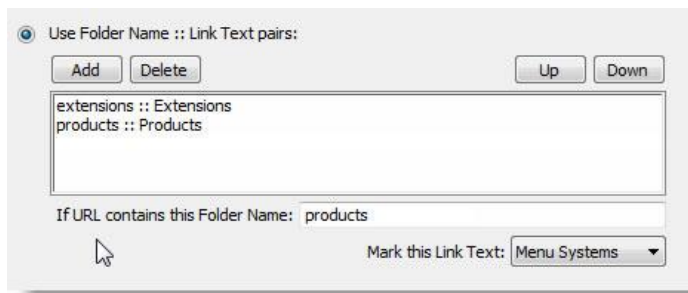 Use Folder Name :: Link Text pairs:
Add Delete Up Down
extensions :: Extensions
products :: Products
If URL contains this Folder Name: products
Mark this Link Text: Menu Systems